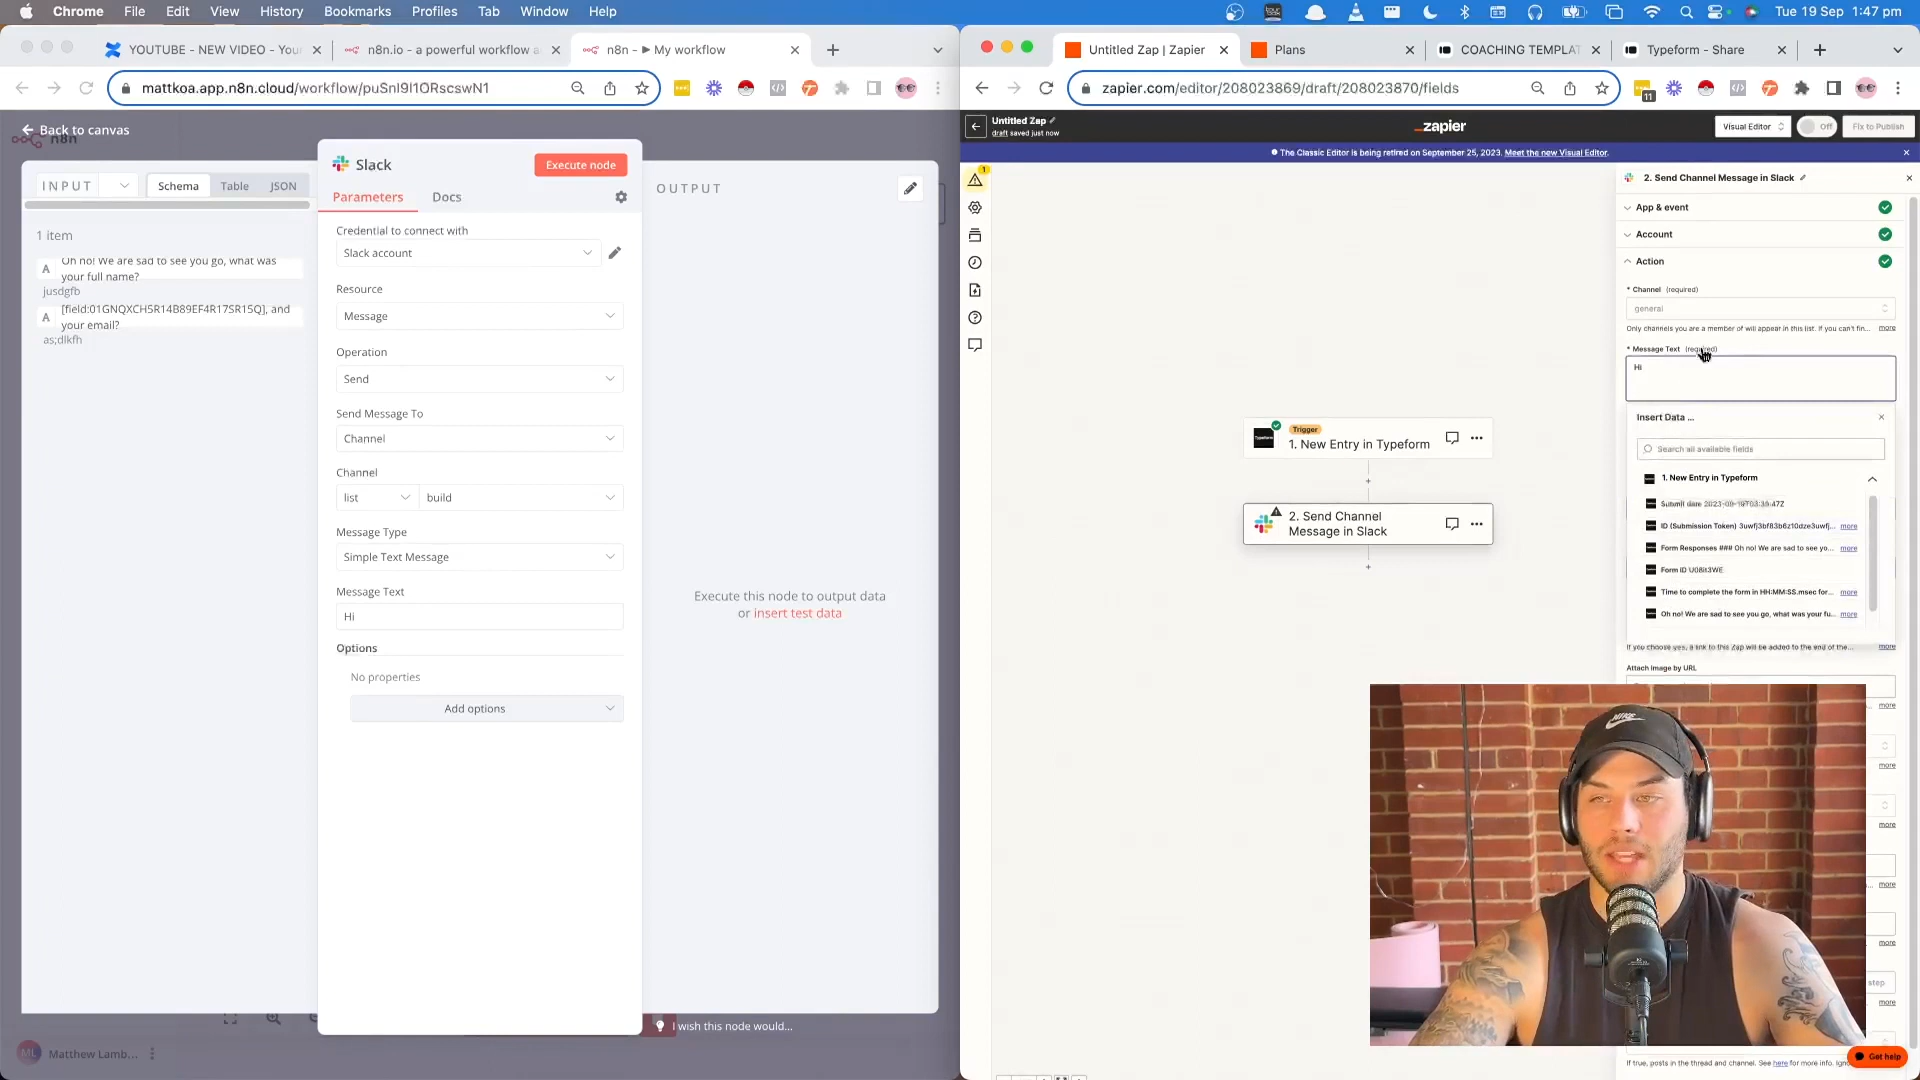 Chrome File Edit View History Bookmarks Profiles Tab Window Help
Tue 19 Sep 1:47 pm
YOUTUBE - NEW VIDEO - You
n8n.io - a powerful workflow a
n8n - ▶ My workflow
mattkoa.app.n8n.cloud/workflow/puSnI9I1ORscswN1
Back to canvas
n8n
INPUT
Schema Table JSON
1 item
A
Oh no! We are sad to see you go, what was
your full name?
jusdgfb
A
[field:01GNQXCH5R14B89EF4R17SR15Q], and
your email?
as;dlkfh
Slack
Execute node
Parameters Docs
Credential to connect with
Slack account
Resource
Message
Operation
Send
Send Message To
Channel
Channel
list build
Message Type
Simple Text Message
Message Text
Hi
Options
No properties
Add options
OUTPUT
Execute this node to output data
or insert test data
I wish this node would...
ML Matthew Lamb...
Untitled Zap | Zapier
Plans
COACHING TEMPLAT
Typeform - Share
zapier.com/editor/208023869/draft/208023870/fields
11
Untitled Zap
draft saved just now
_zapier
Visual Editor
Off
Fix to Publish
The Classic Editor is being retired on September 25, 2023. Meet the new Visual Editor.
1
Trigger
1. New Entry in Typeform
2. Send Channel
Message in Slack
2. Send Channel Message in Slack
App & event
Account
Action
* Channel (required)
general
Only channels you are a member of will appear in this list. If you can't fin... more
* Message Text (required)
Hi
Insert Data ...
Search all available fields
1. New Entry in Typeform
Submit date 2023-09-19T03:39:47Z
ID (Submission Token) 3uwfj3bf83b6z10dze3uwfj... more
Form Responses ### Oh no! We are sad to see yo... more
Form ID U08it3WE
Time to complete the form in HH:MM:SS.msec for... more
Oh no! We are sad to see you go, what was your fu... more
If you choose yes, a link to this Zap will be added to the end of the... more
Attach Image by URL
more
more
more
more
more
step
more
Get help
If true, posts in the thread and channel. See here for more info. Ign
NIKE